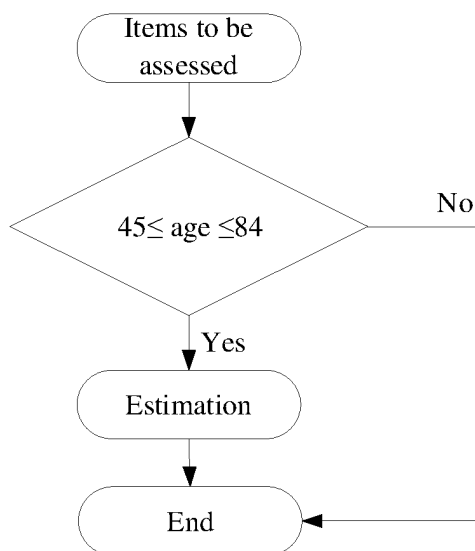 Items to be
assessed
45≤ age ≤84
No
Yes
Estimation
End